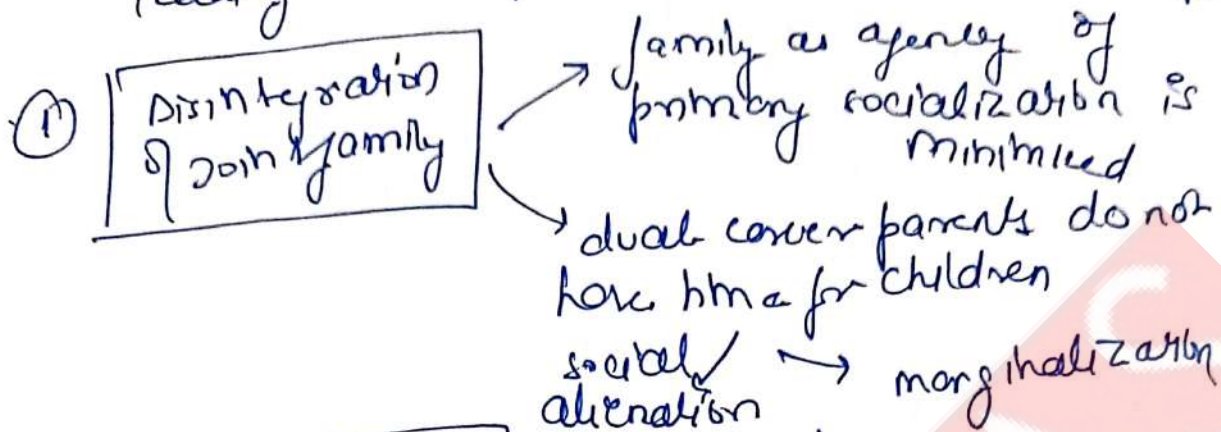 ① Disintegration
of Joint family
family as agency of
primary socialization is
minimised
dual career parents do not
have time for children
social
alienation → marginalization